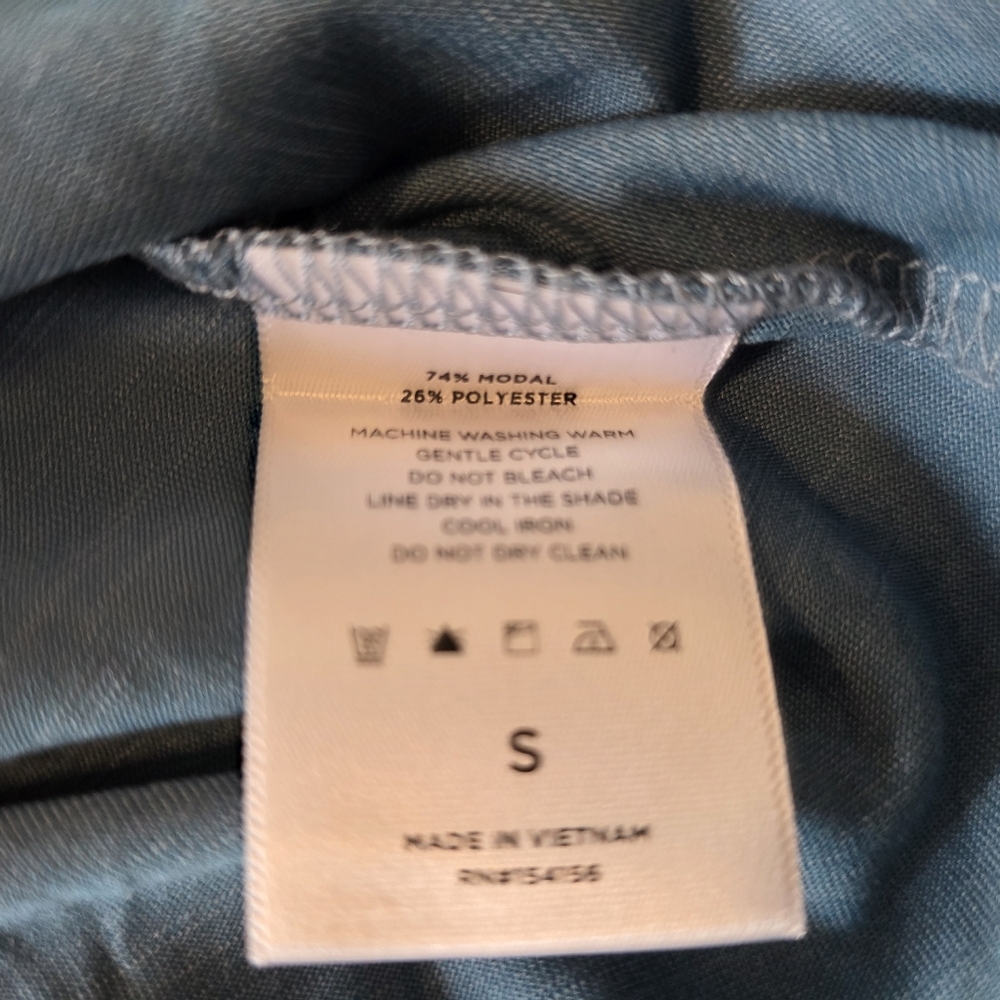 74% MODAL
26% POLYESTER
MACHINE WASHING WARM
GENTLE CYCLE
DO NOT BLEACH
LINE DRY IN THE SHADE
COOL IRON
DO NOT DRY CLEAN
S
MADE IN VIETNAM
RN#154156